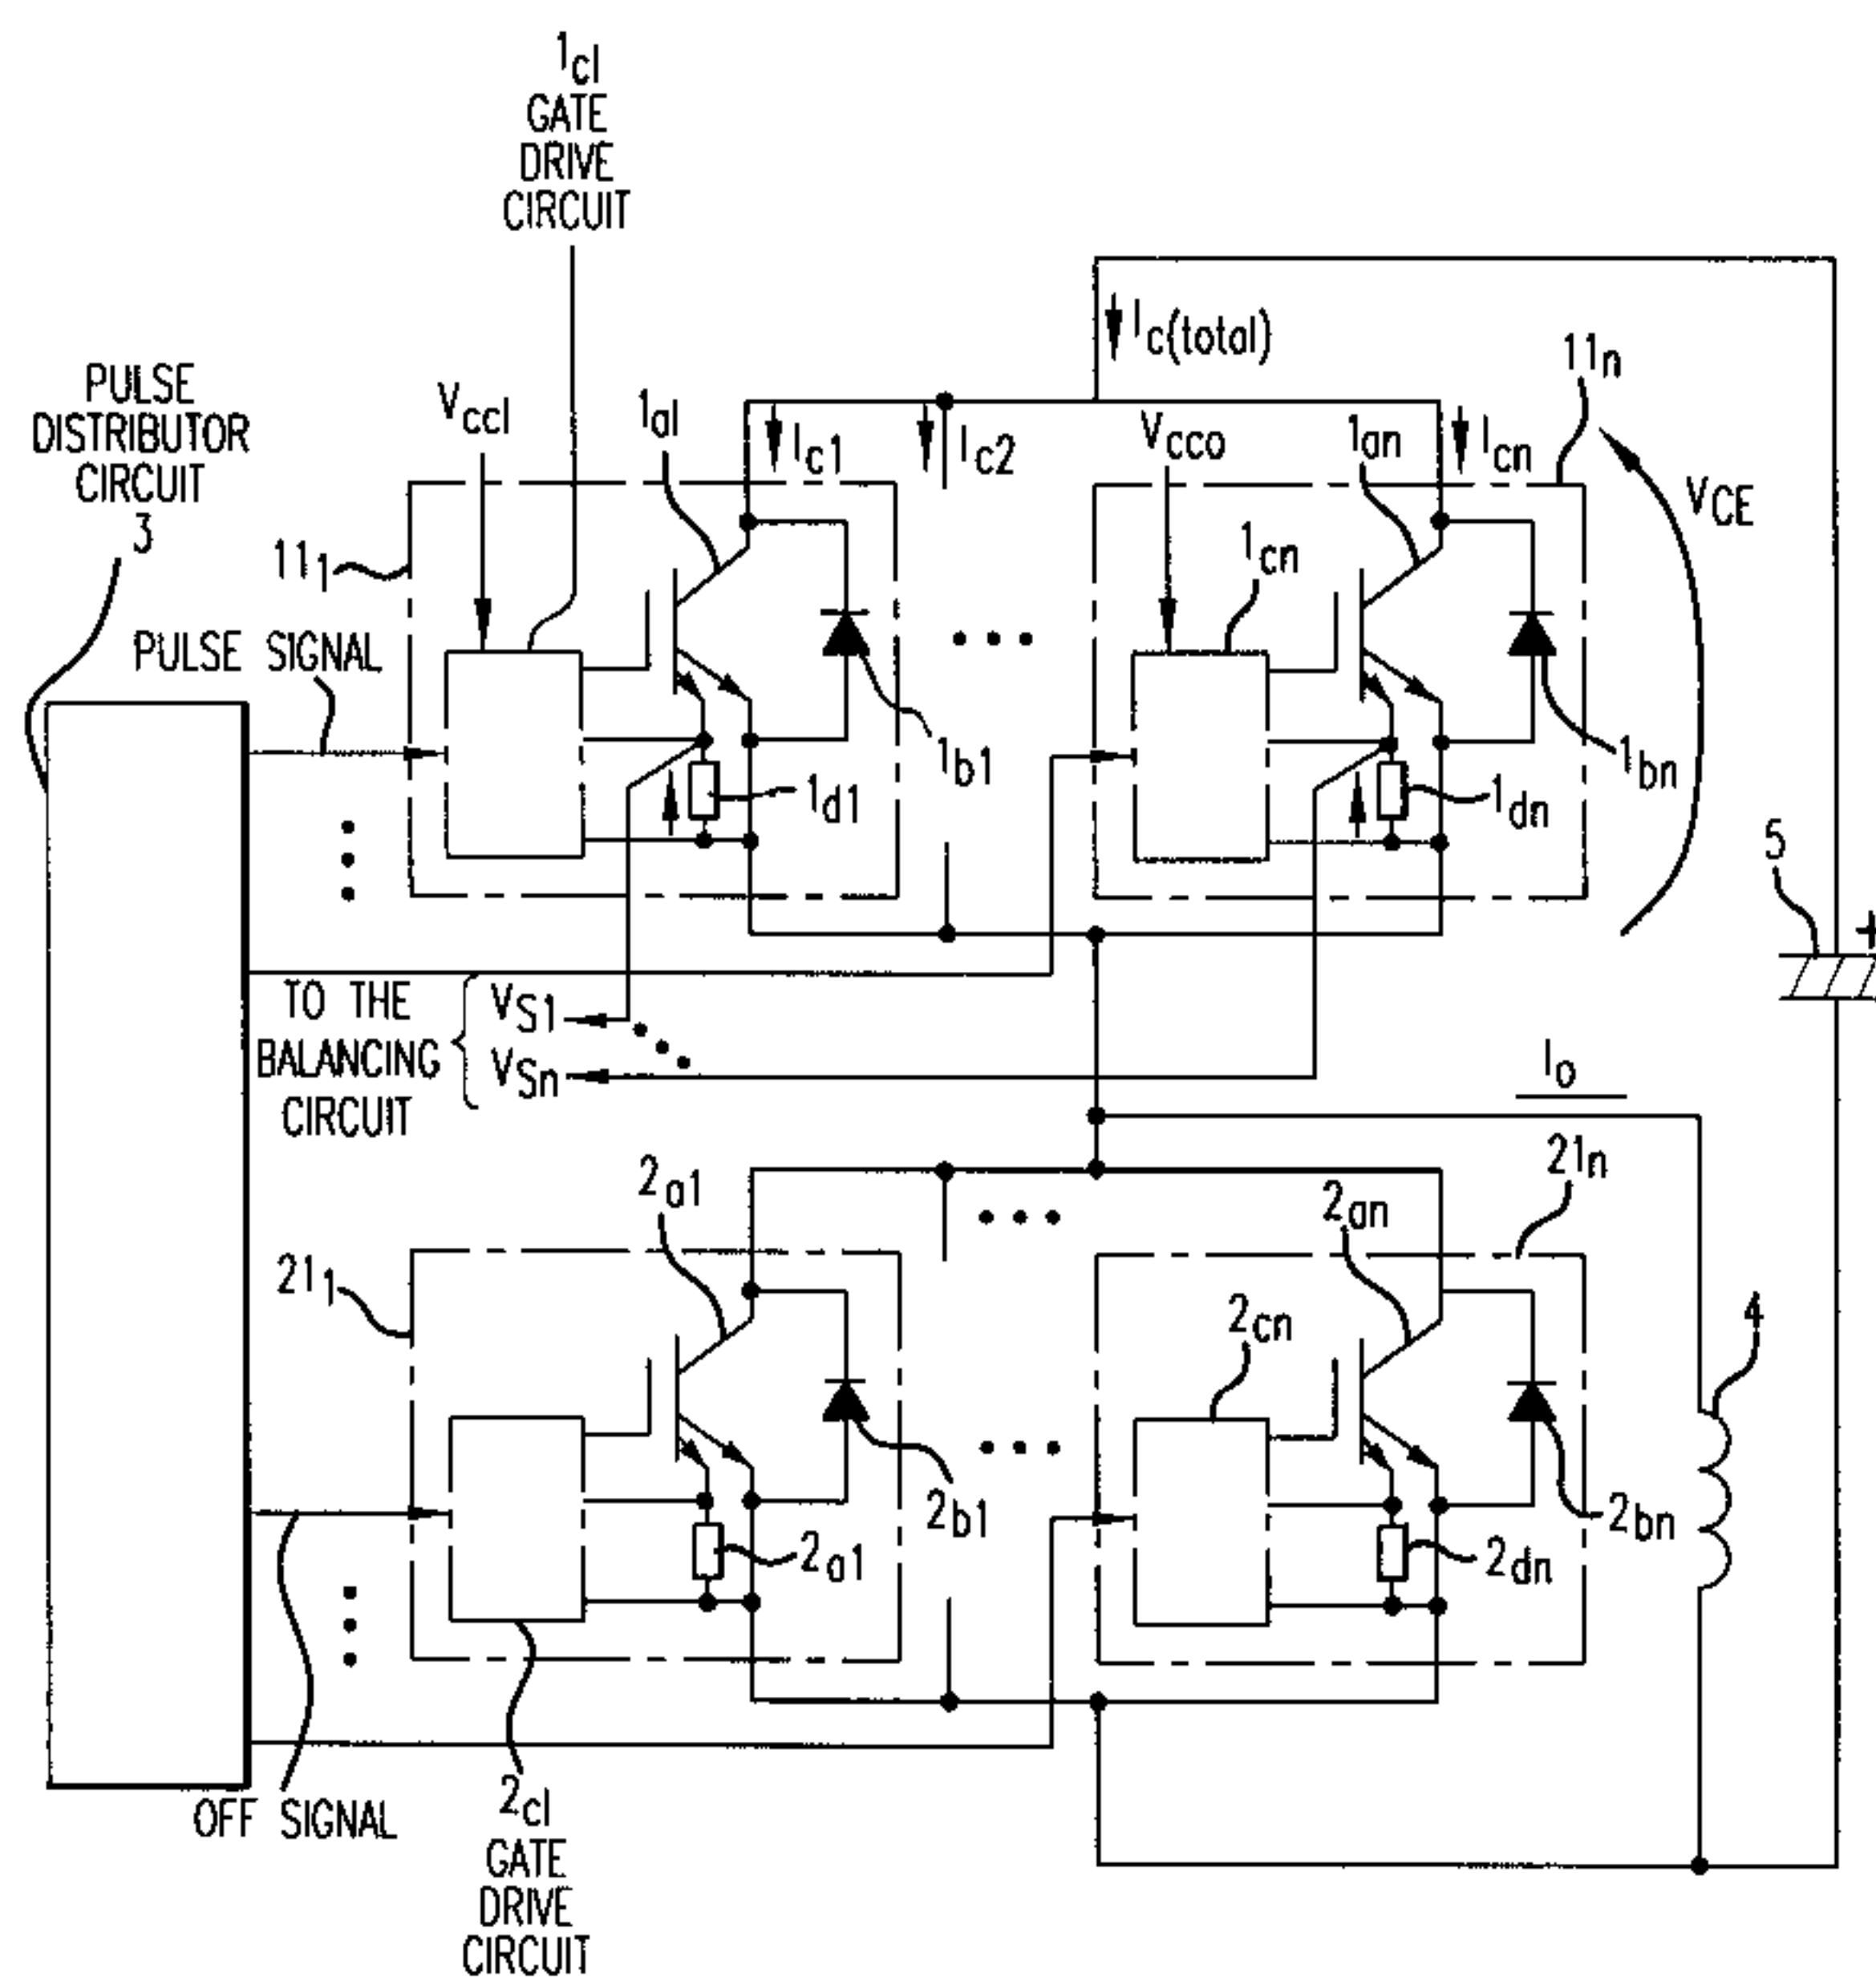 1cl
GATE
DRIVE
CIRCUIT
Ic(total)
11n
PULSE
DISTRIBUTOR
CIRCUIT
3
Vccl
1al
Ic1
Ic2
Vcco
1an
Icn
VCE
111
1cn
PULSE SIGNAL
1b1
1bn
1d1
1dn
5
+
TO THE
BALANCING
CIRCUIT
VS1
VSn
Io
21n
2a1
2an
211
2cn
4
2b1
2bn
2a1
2dn
OFF SIGNAL
2cl
GATE
DRIVE
CIRCUIT